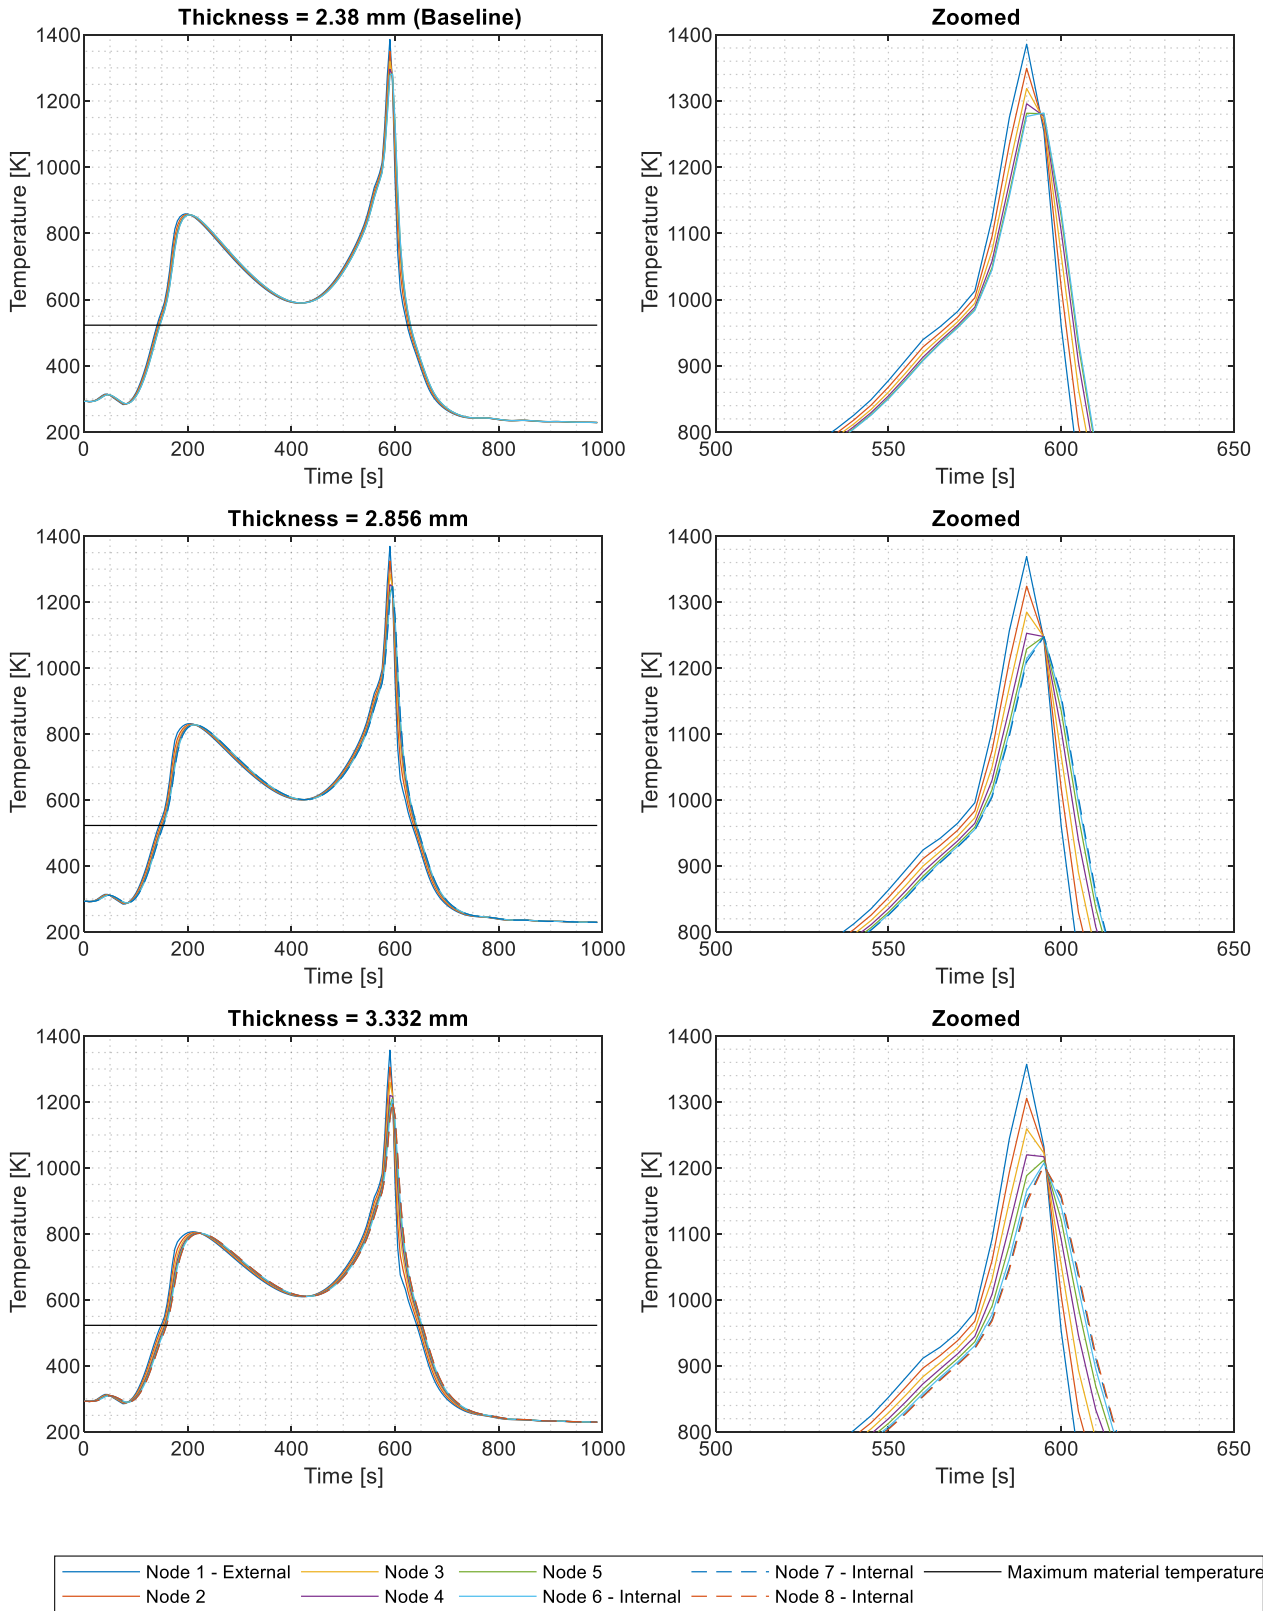 Thickness = 2.38 mm (Baseline)
Temperature [K]
1400
1200
1000
800
600
400
200
0 200 400 600 800 1000
Time [s]
Zoomed
Temperature [K]
1400
1300
1200
1100
1000
900
800
500 550 600 650
Time [s]
Thickness = 2.856 mm
Temperature [K]
1400
1200
1000
800
600
400
200
0 200 400 600 800 1000
Time [s]
Zoomed
Temperature [K]
1400
1300
1200
1100
1000
900
800
500 550 600 650
Time [s]
Thickness = 3.332 mm
Temperature [K]
1400
1200
1000
800
600
400
200
0 200 400 600 800 1000
Time [s]
Zoomed
Temperature [K]
1400
1300
1200
1100
1000
900
800
500 550 600 650
Time [s]
Node 1 - External Node 3 Node 5 Node 7 - Internal Maximum material temperature
Node 2 Node 4 Node 6 - Internal Node 8 - Internal